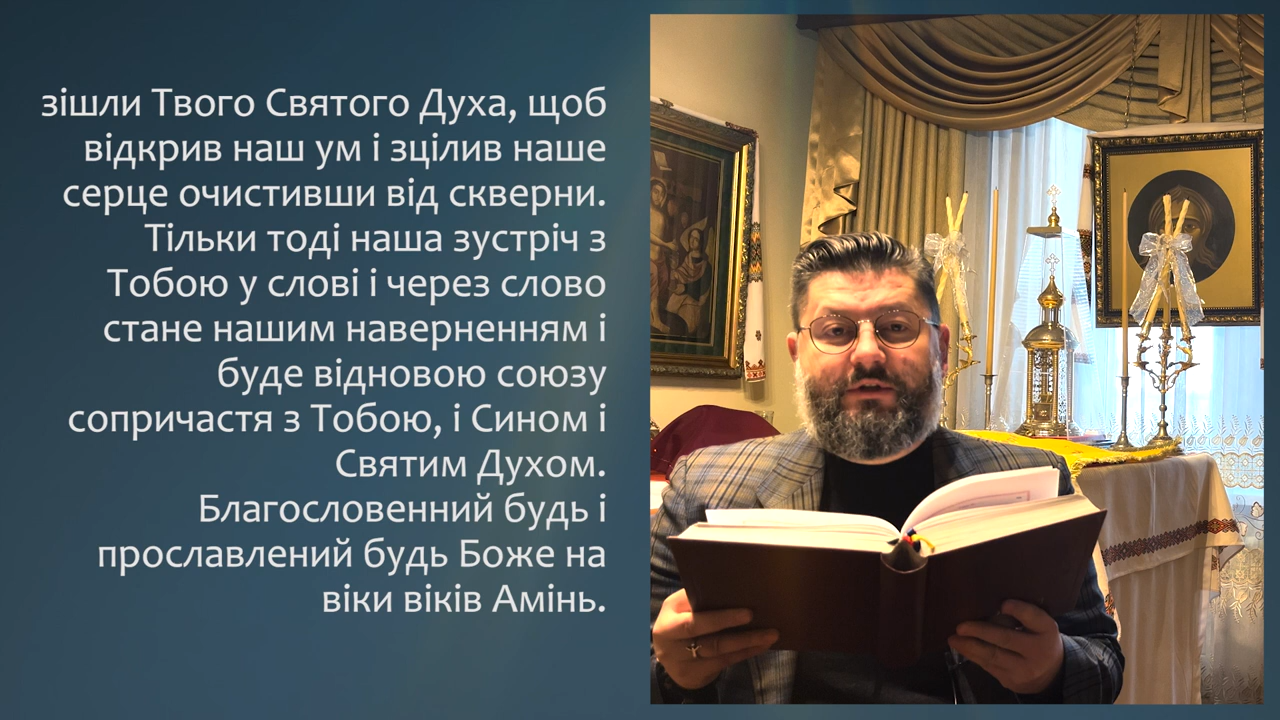 зішли Твого Святого Духа, щоб
відкрив наш ум і зцілив наше
серце очистивши від скверни.
Тільки тоді наша зустріч з
Тобою у слові і через слово
стане нашим наверненням і
буде відновою союзу
сопричастя з Тобою, і Сином і
Святим Духом.
Благословенний будь і
прославлений будь Боже на
віки віків Амінь.